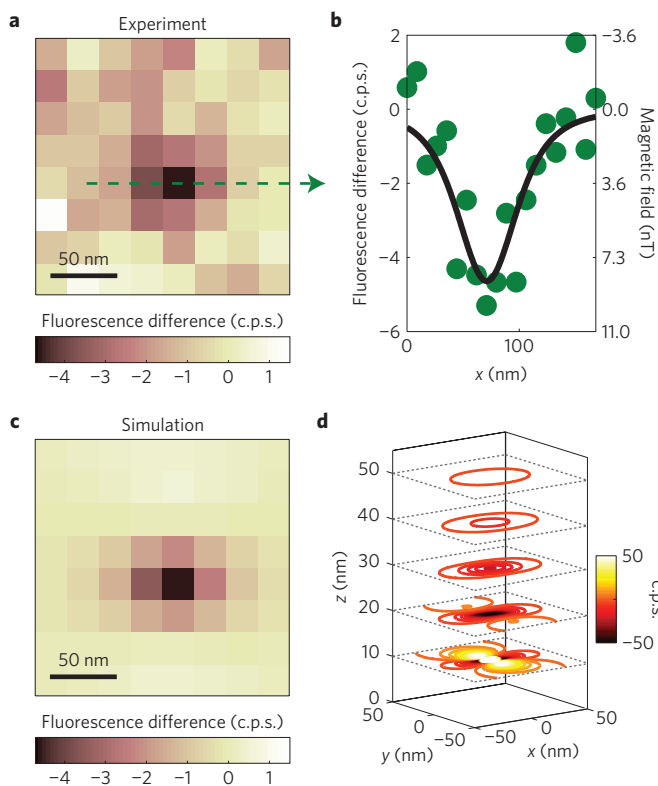 a
Experiment
50 nm
Fluorescence difference (c.p.s.)
−4 −3 −2 −1 0 1
b
Fluorescence difference (c.p.s.)
2
0
−2
−4
−6
0 100
x (nm)
−3.6
0.0
3.6
7.3
11.0
Magnetic field (nT)
c
Simulation
50 nm
Fluorescence difference (c.p.s.)
−4 −3 −2 −1 0 1
d
z (nm)
50
40
30
20
10
0
50
0
−50
y (nm)
−50
0
50
x (nm)
50
−50
c.p.s.